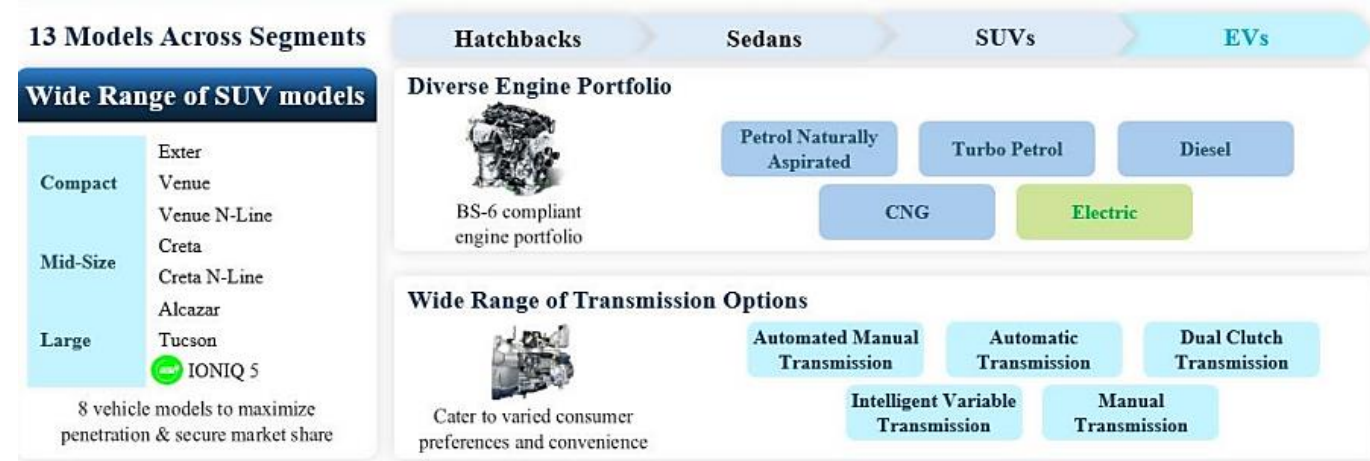 13 Models Across Segments
Hatchbacks
Sedans
SUVs
EVs
Wide Range of SUV models
Compact
Exter
Venue
Venue N-Line
Mid-Size
Creta
Creta N-Line
Large
Alcazar
Tucson
IONIQ 5
8 vehicle models to maximize
penetration & secure market share
Diverse Engine Portfolio
BS-6 compliant
engine portfolio
Petrol Naturally
Aspirated
Turbo Petrol
Diesel
CNG
Electric
Wide Range of Transmission Options
Cater to varied consumer
preferences and convenience
Automated Manual
Transmission
Automatic
Transmission
Dual Clutch
Transmission
Intelligent Variable
Transmission
Manual
Transmission